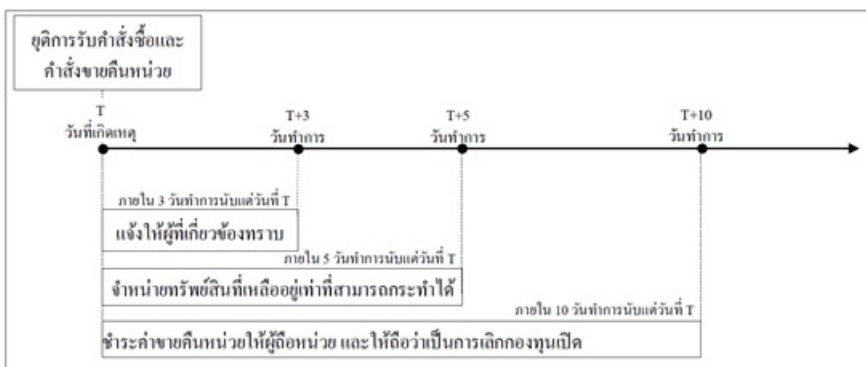 ยุติการรับคำสั่งซื้อและ
คำสั่งขายคืนหน่วย
T
วันที่เกิดเหตุ
T+3
วันทำการ
T+5
วันทำการ
T+10
วันทำการ
ภายใน 3 วันทำการนับแต่วันที่ T
แจ้งให้ผู้ที่เกี่ยวข้องทราบ
ภายใน 5 วันทำการนับแต่วันที่ T
จำหน่ายทรัพย์สินที่เหลืออยู่เท่าที่สามารถกระทำได้
ภายใน 10 วันทำการนับแต่วันที่ T
ชำระค่าขายคืนหน่วยให้ผู้ถือหน่วย และให้ถือว่าเป็นการเลิกกองทุนเปิด